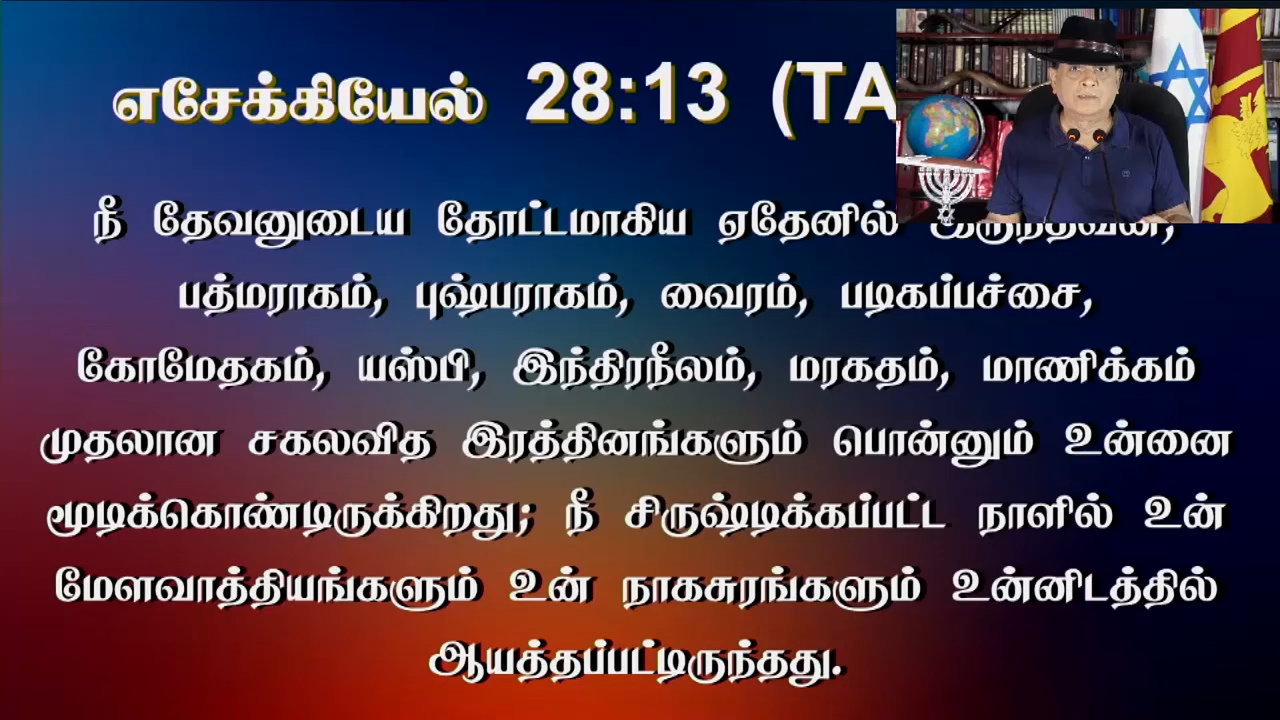 எசேக்கியேல் 28:13 (TA
நீ தேவனுடைய தோட்டமாகிய ஏதேனில்
பத்மராகம், புஷ்பராகம், வைரம், படிகப்பச்சை,
கோமேதகம், யஸ்பி, இந்திரநீலம், மரகதம், மாணிக்கம்
முதலான சகலவித இரத்தினங்களும் பொன்னும் உன்னை
மூடிக்கொண்டிருக்கிறது; நீ சிருஷ்டிக்கப்பட்ட நாளில் உன்
மேளவாத்தியங்களும் உன் நாகசுரங்களும் உன்னிடத்தில்
ஆயத்தப்பட்டிருந்தது.